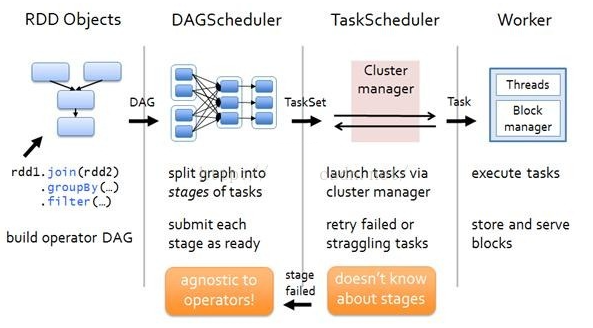 RDD Objects
DAGScheduler
TaskScheduler
Worker
DAG
TaskSet
Cluster
manager
Task
Threads
Block
manager
rdd1.join(rdd2)
.groupBy(…)
.filter(…)
build operator DAG
split graph into
stages of tasks
submit each
stage as ready
launch tasks via
cluster manager
retry failed or
straggling tasks
execute tasks
store and serve
blocks
agnostic to
operators!
stage
failed
doesn't know
about stages